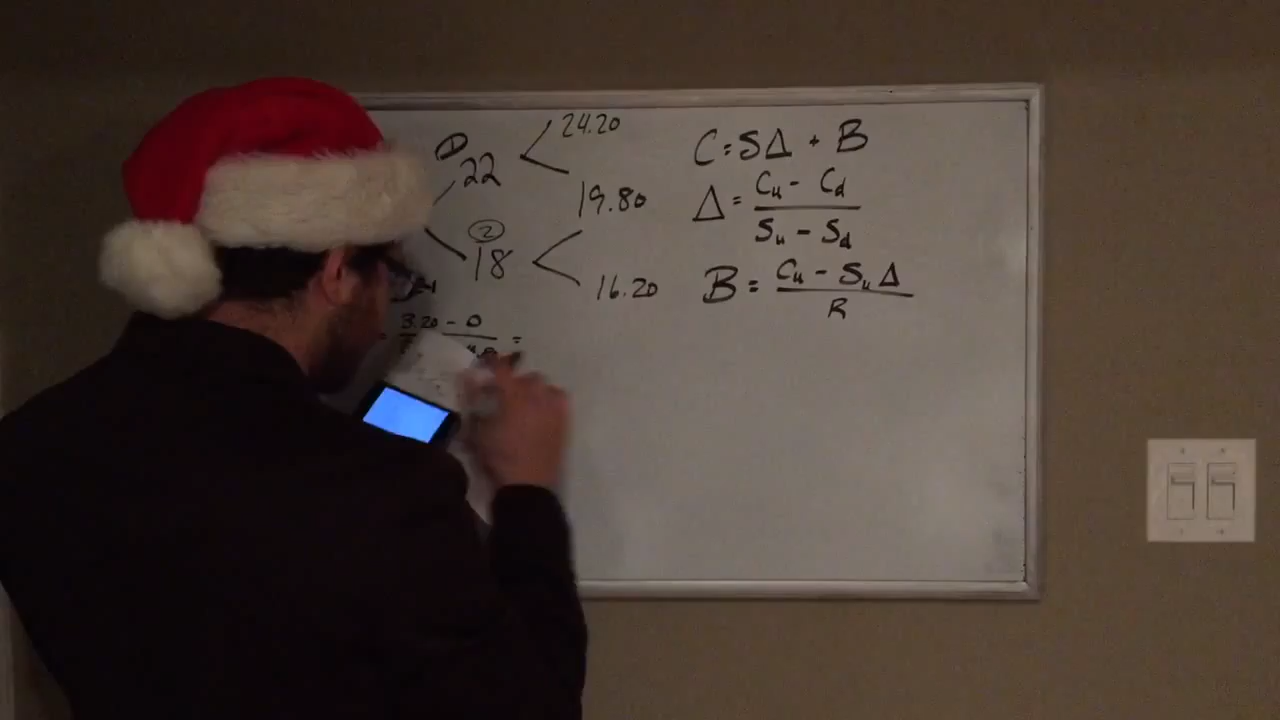 24.20
①
22
19.80
②
18
16.20
3.20 - 0
=
C = SΔ + B
Δ = Cu - Cd
Su - Sd
B = Cu - SuΔ
R